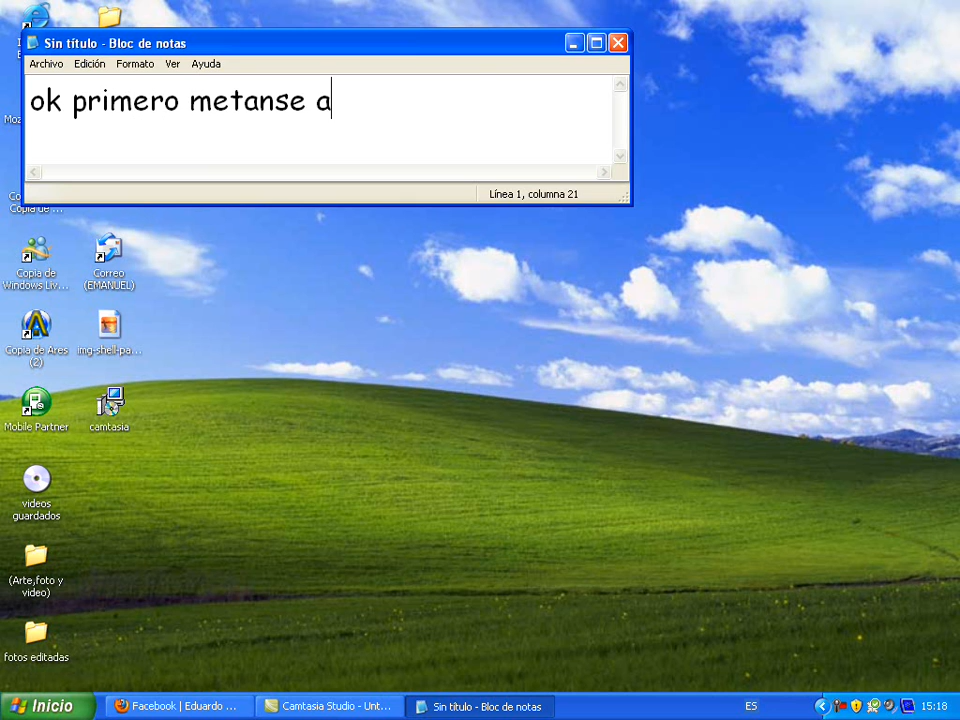 Sin título - Bloc de notas
Archivo Edición Formato Ver Ayuda
ok primero metanse a
Línea 1, columna 21
Copia de ...
Copia de
Windows Liv...
Correo
(EMANUEL)
Copia de Ares
(2)
img-shell-pa...
Mobile Partner
camtasia
videos
guardados
(Arte,foto y
video)
fotos editadas
Inicio
Facebook | Eduardo ...
Camtasia Studio - Unt...
Sin título - Bloc de notas
ES
15:18